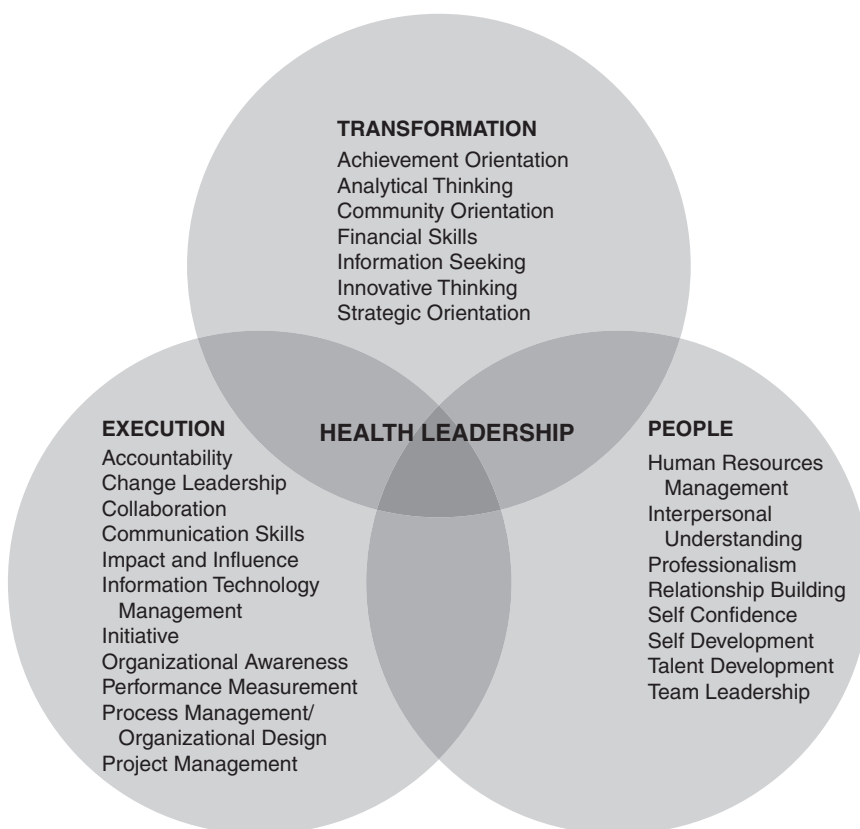 TRANSFORMATION
Achievement Orientation
Analytical Thinking
Community Orientation
Financial Skills
Information Seeking
Innovative Thinking
Strategic Orientation
HEALTH LEADERSHIP
EXECUTION
Accountability
Change Leadership
Collaboration
Communication Skills
Impact and Influence
Information Technology
Management
Initiative
Organizational Awareness
Performance Measurement
Process Management/
Organizational Design
Project Management
PEOPLE
Human Resources
Management
Interpersonal
Understanding
Professionalism
Relationship Building
Self Confidence
Self Development
Talent Development
Team Leadership